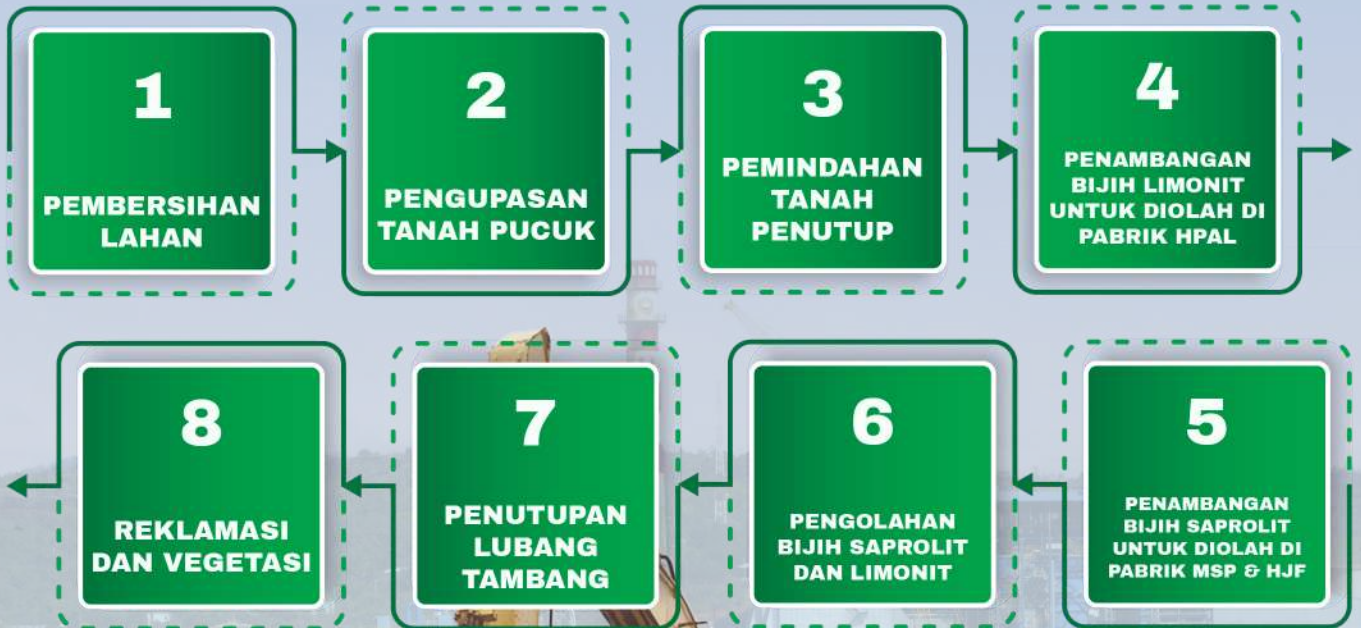 1
PEMBERSIHAN
LAHAN
2
PENGUPASAN
TANAH PUCUK
3
PEMINDAHAN
TANAH
PENUTUP
4
PENAMBANGAN
BIJIH LIMONIT
UNTUK DIOLAH DI
PABRIK HPAL
5
PENAMBANGAN
BIJIH SAPROLIT
UNTUK DIOLAH DI
PABRIK MSP & HJF
6
PENGOLAHAN
BIJIH SAPROLIT
DAN LIMONIT
7
PENUTUPAN
LUBANG
TAMBANG
8
REKLAMASI
DAN VEGETASI